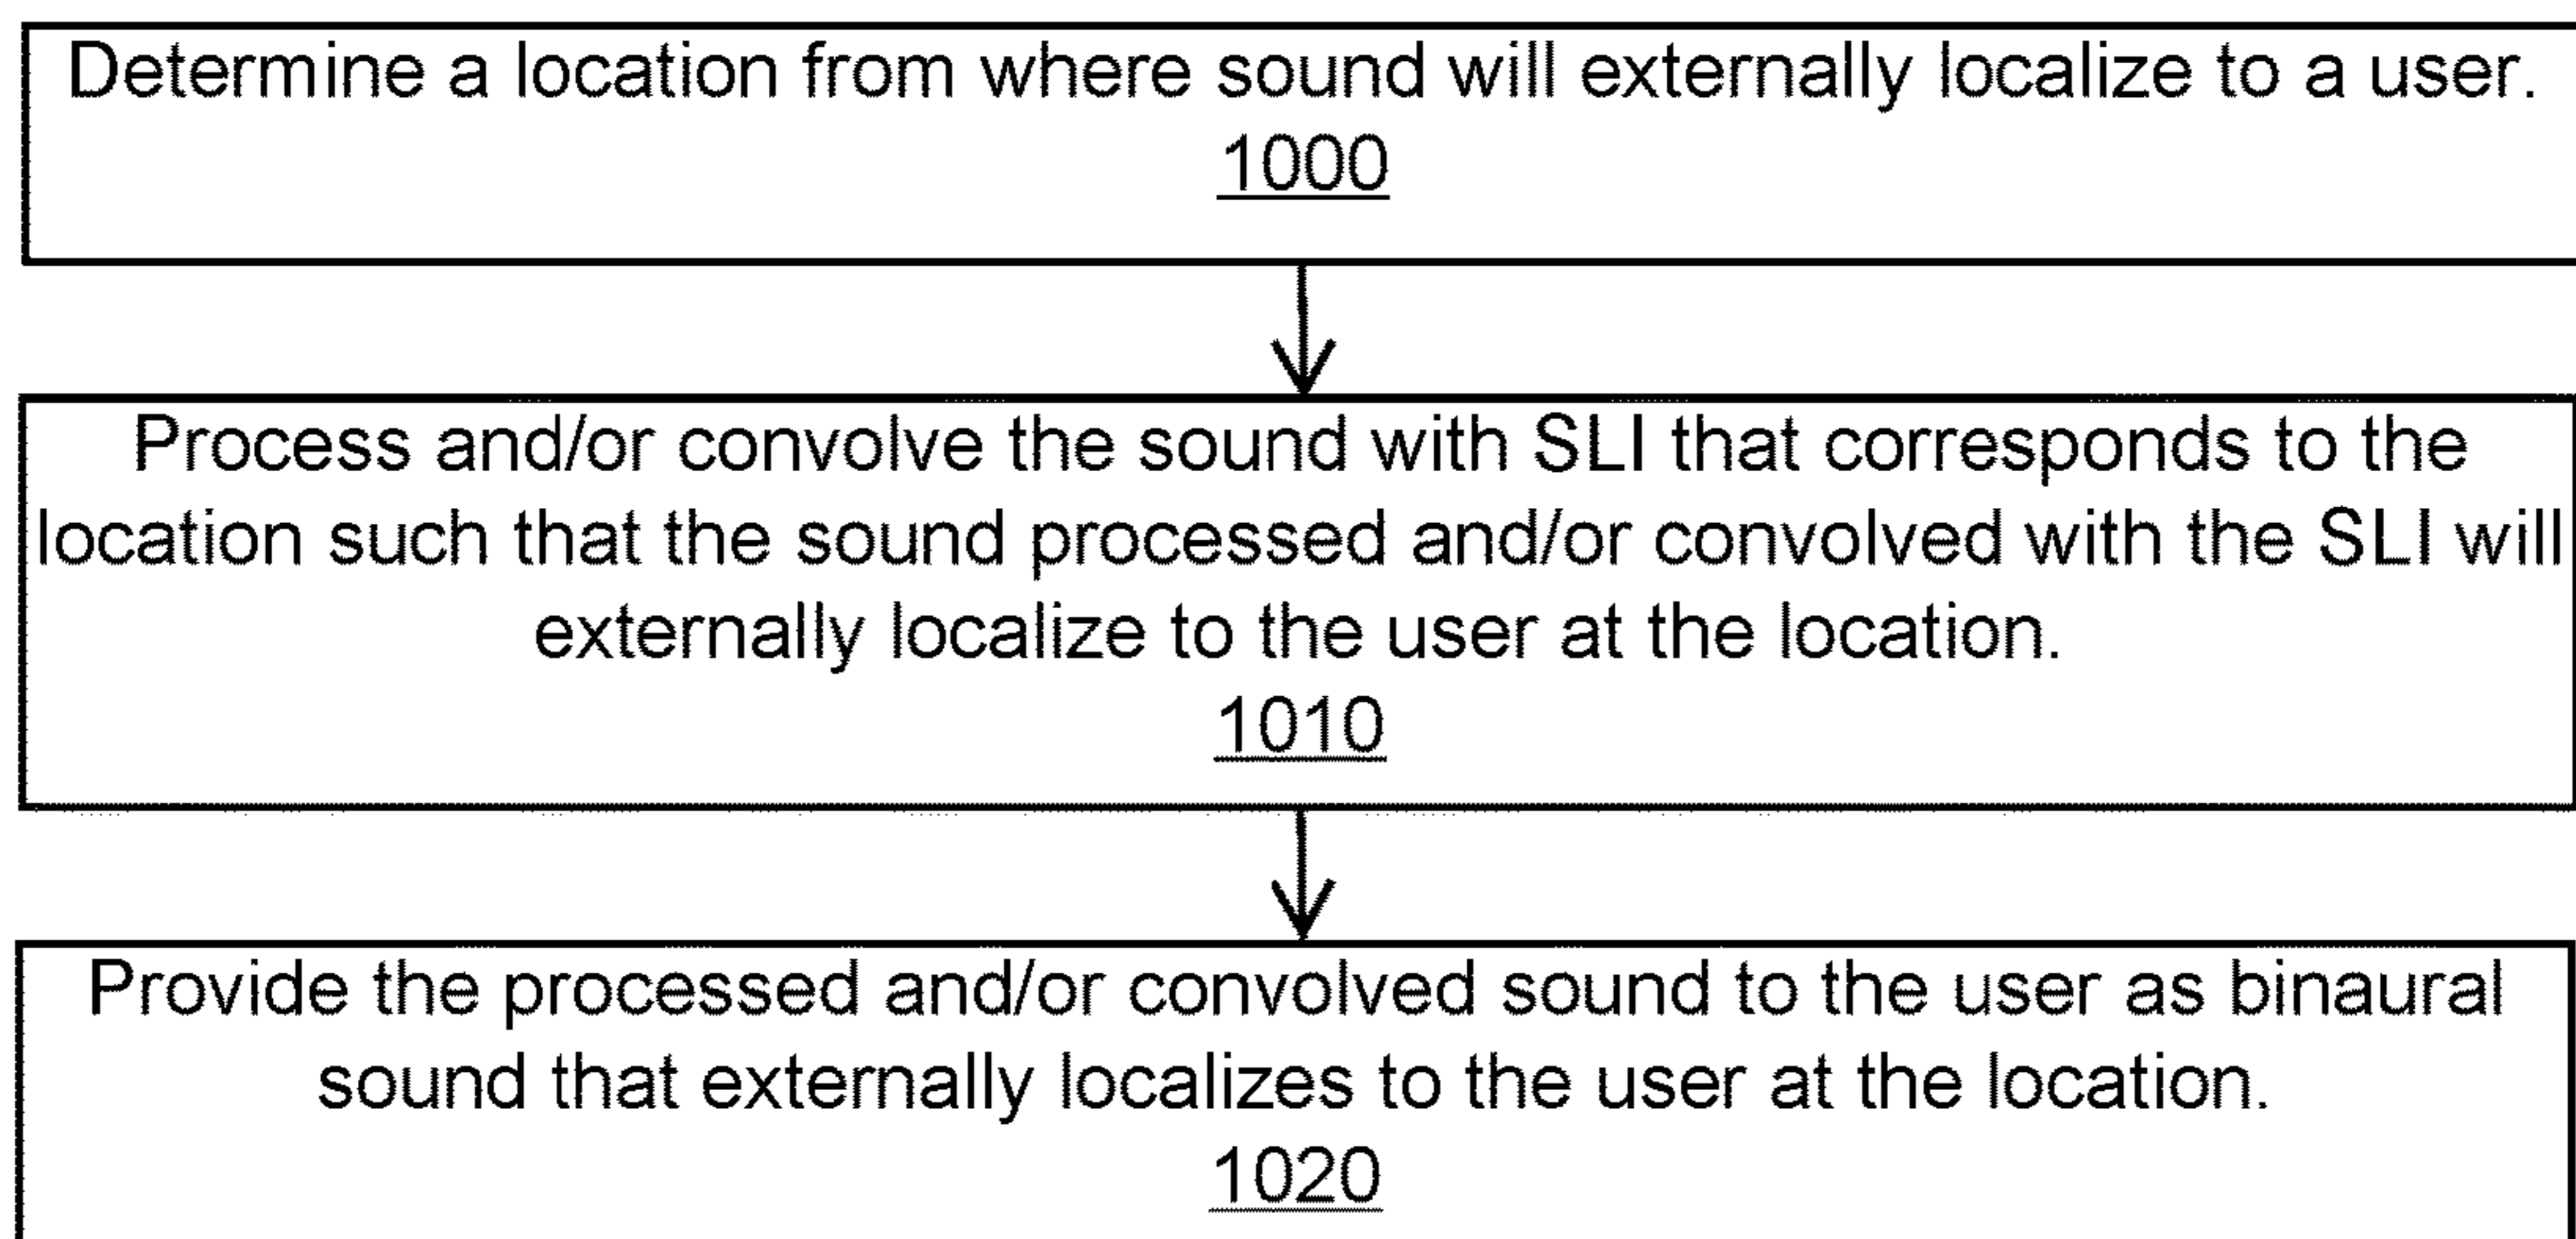 Determine a location from where sound will externally localize to a user.
1000
Process and/or convolve the sound with SLI that corresponds to the
location such that the sound processed and/or convolved with the SLI will
externally localize to the user at the location.
1010
Provide the processed and/or convolved sound to the user as binaural
sound that externally localizes to the user at the location.
1020